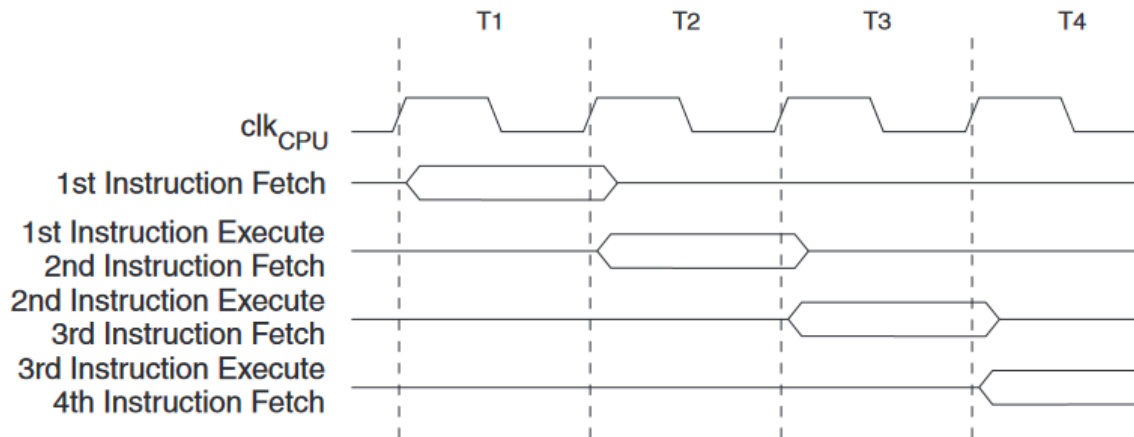 T1 T2 T3 T4
clkCPU
1st Instruction Fetch
1st Instruction Execute
2nd Instruction Fetch
2nd Instruction Execute
3rd Instruction Fetch
3rd Instruction Execute
4th Instruction Fetch